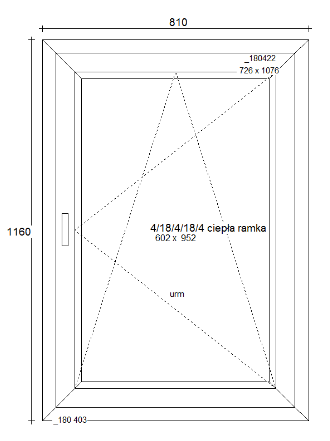 810
_180422
726 x 1076
1160
4/18/4/18/4 ciepła ramka
602 x 952
urm
_180 403